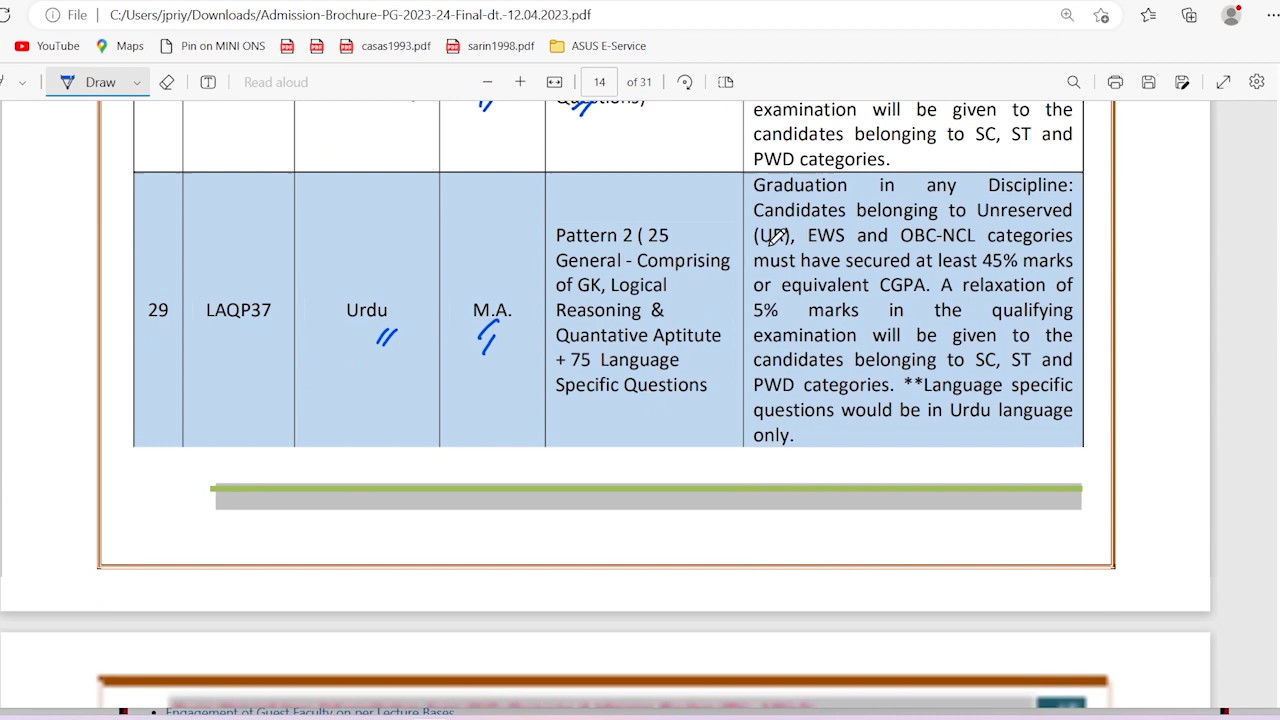 File
C:/Users/jpriy/Downloads/Admission-Brochure-PG-2023-24-Final-dt.-12.04.2023.pdf
YouTube
Maps
Pin on MINI ONS
casas1993.pdf
sarin1998.pdf
ASUS E-Service
Draw
Read aloud
14
of 31
examination will be given to the
candidates belonging to SC, ST and
PWD categories.
29
LAQP37
Urdu
M.A.
Pattern 2 ( 25
General - Comprising
of GK, Logical
Reasoning &
Quantative Aptitute
+ 75 Language
Specific Questions
Graduation in any Discipline:
Candidates belonging to Unreserved
(UR), EWS and OBC-NCL categories
must have secured at least 45% marks
or equivalent CGPA. A relaxation of
5% marks in the qualifying
examination will be given to the
candidates belonging to SC, ST and
PWD categories. **Language specific
questions would be in Urdu language
only.
Engagement of Guest Faculty on per Lecture Bases